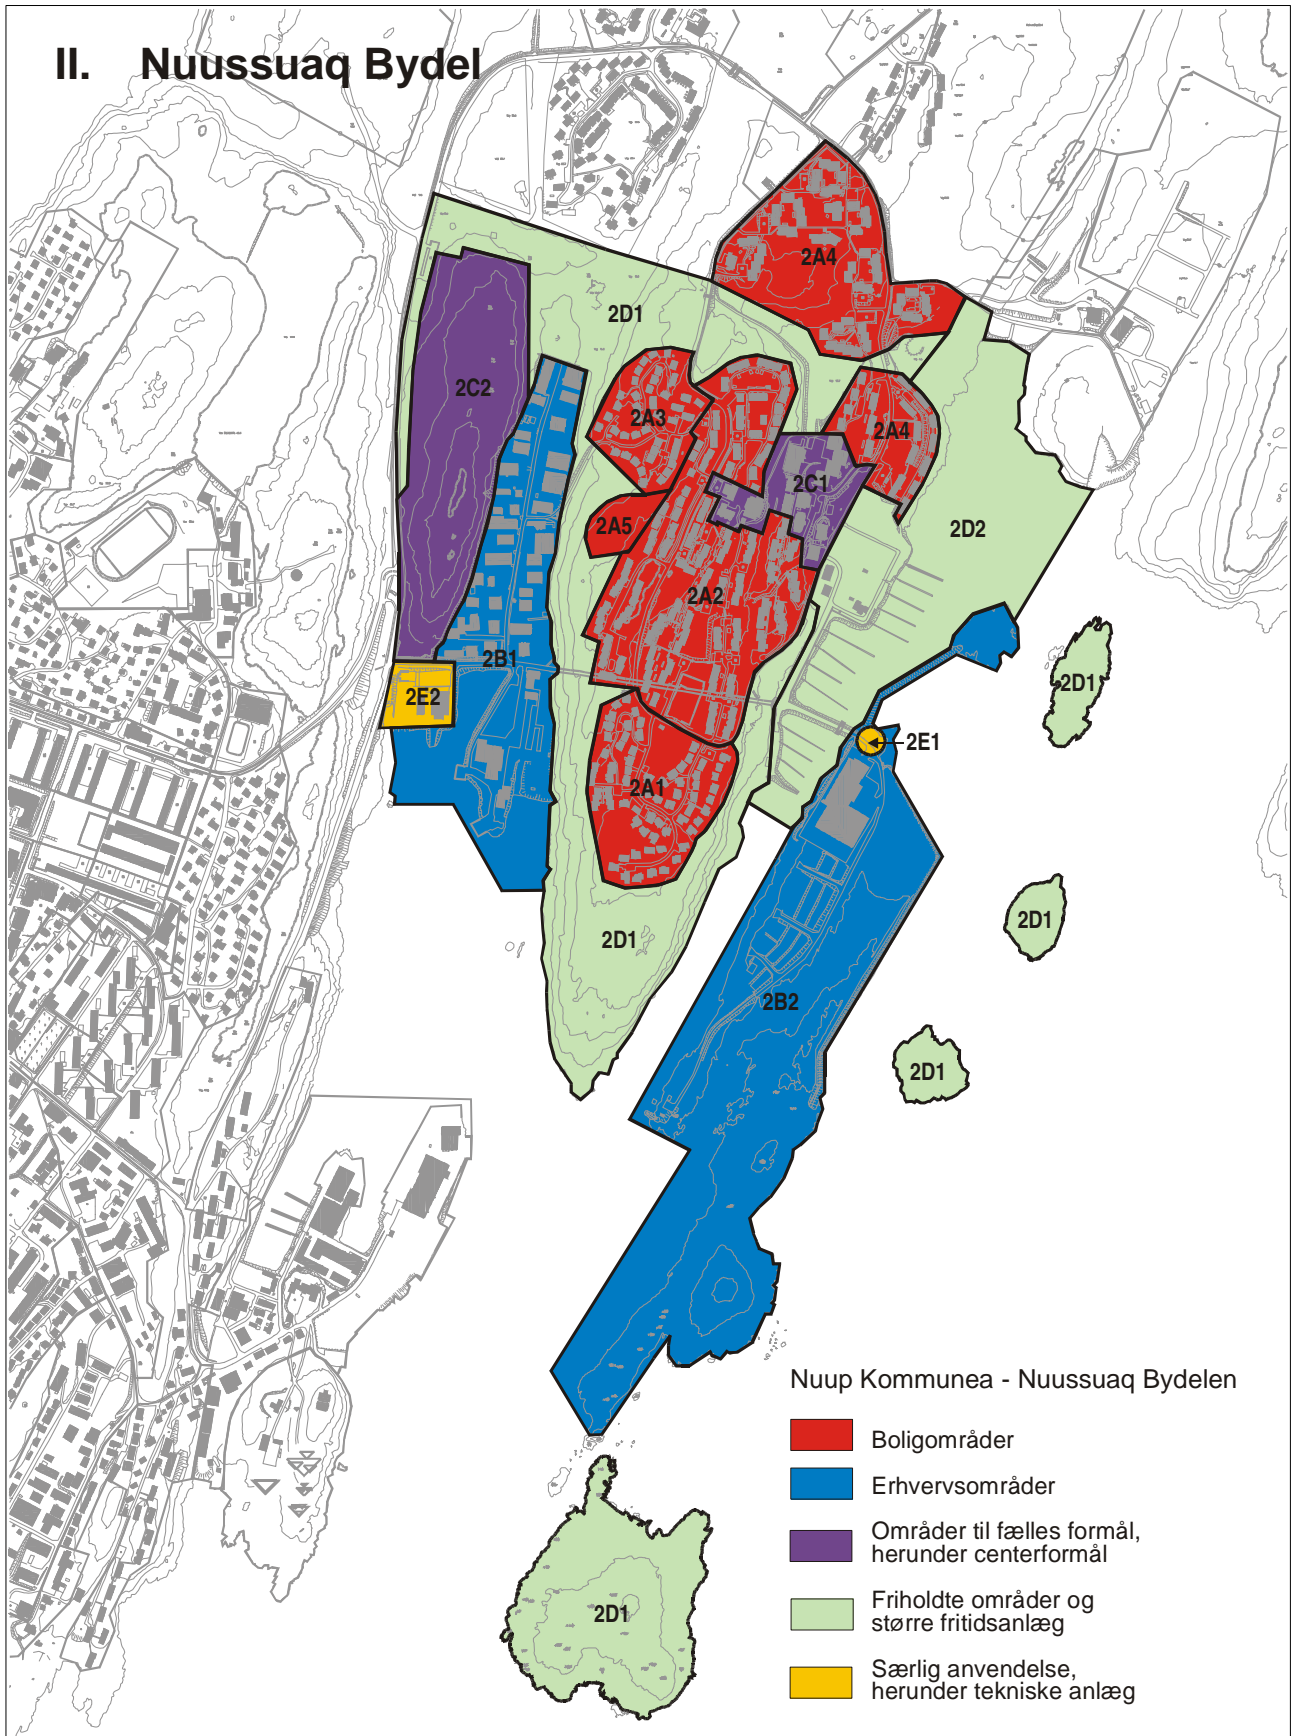 II. Nuussuaq Bydel
2A4
2D1
2C2
2A3
2A4
2C1
2A5
2D2
2A2
2B1
2D1
2E2
2E1
2A1
2D1
2D1
2B2
2D1
2D1
Nuup Kommunea - Nuussuaq Bydelen
Boligområder
Erhvervsområder
Områder til fælles formål,
herunder centerformål
Friholdte områder og
større fritidsanlæg
Særlig anvendelse,
herunder tekniske anlæg